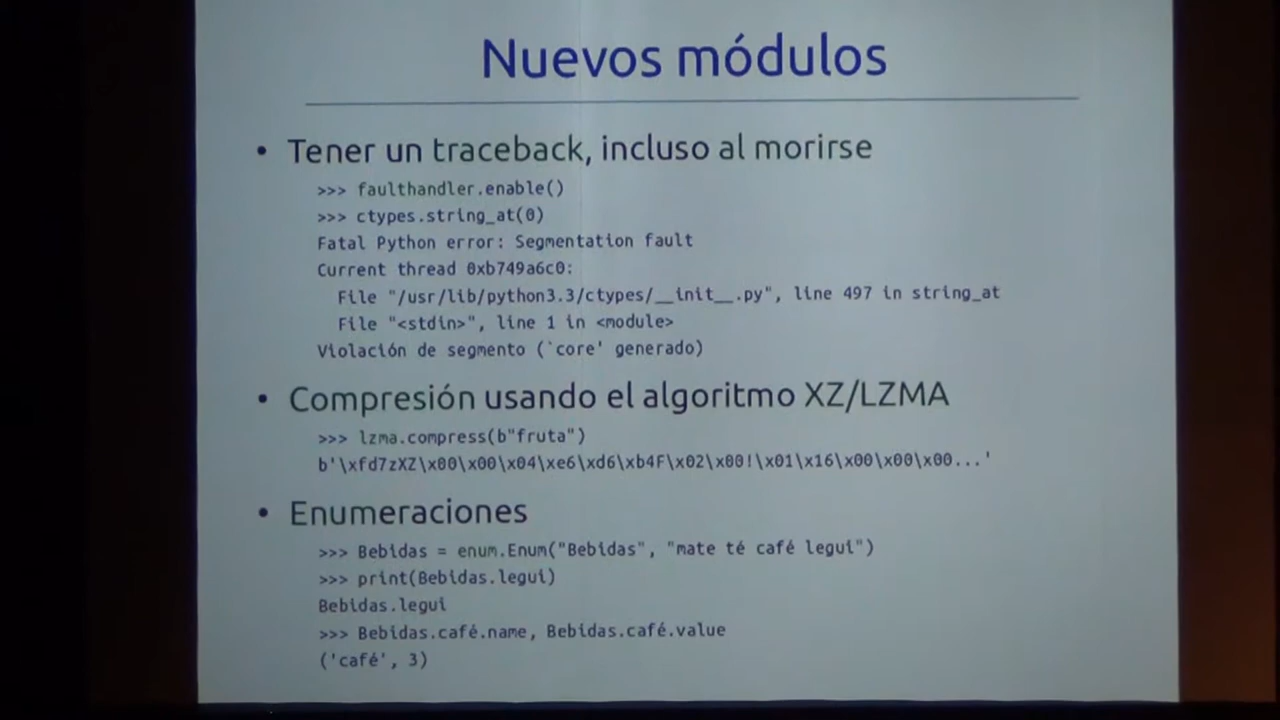 Nuevos módulos
• Tener un traceback, incluso al morirse
>>> faulthandler.enable()
>>> ctypes.string_at(0)
Fatal Python error: Segmentation fault
Current thread 0xb749a6c0:
File "/usr/lib/python3.3/ctypes/__init__.py", line 497 in string_at
File "<stdin>", line 1 in <module>
Violación de segmento (`core' generado)
• Compresión usando el algoritmo XZ/LZMA
>>> lzma.compress(b"fruta")
b'\xfd7zXZ\x00\x00\x04\xe6\xd6\xb4F\x02\x00!\x01\x16\x00\x00\x00...'
• Enumeraciones
>>> Bebidas = enum.Enum("Bebidas", "mate té café legui")
>>> print(Bebidas.legui)
Bebidas.legui
>>> Bebidas.café.name, Bebidas.café.value
('café', 3)